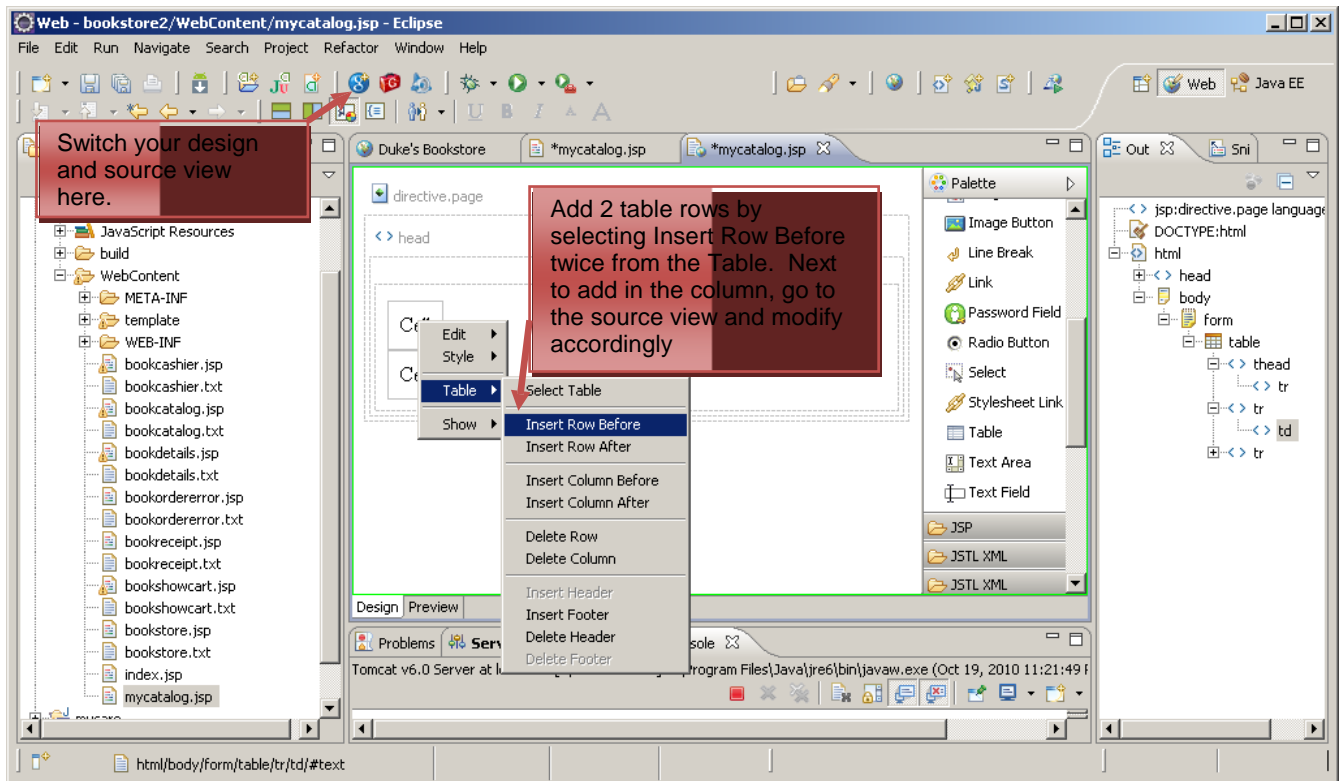 Web - bookstore2/WebContent/mycatalog.jsp - Eclipse
File Edit Run Navigate Search Project Refactor Window Help
Web Java EE
Switch your design
and source view
here.
Duke's Bookstore *mycatalog.jsp *mycatalog.jsp
Out Sni
JavaScript Resources
build
WebContent
META-INF
template
WEB-INF
bookcashier.jsp
bookcashier.txt
bookcatalog.jsp
bookcatalog.txt
bookdetails.jsp
bookdetails.txt
bookordererror.jsp
bookordererror.txt
bookreceipt.jsp
bookreceipt.txt
bookshowcart.jsp
bookshowcart.txt
bookstore.jsp
bookstore.txt
index.jsp
mycatalog.jsp
directive.page
head
Add 2 table rows by
selecting Insert Row Before
twice from the Table. Next
to add in the column, go to
the source view and modify
accordingly
Edit
Style
Table
Show
Select Table
Insert Row Before
Insert Row After
Insert Column Before
Insert Column After
Delete Row
Delete Column
Insert Header
Insert Footer
Delete Header
Delete Footer
Design Preview
Palette
Image Button
Line Break
Link
Password Field
Radio Button
Select
Stylesheet Link
Table
Text Area
Text Field
JSP
JSTL XML
JSTL XML
jsp:directive.page language
DOCTYPE:html
html
head
body
form
table
thead
tr
tr
td
tr
Problems
Tomcat v6.0 Server at
Program Files\Java\jre6\bin\javaw.exe (Oct 19, 2010 11:21:49
html/body/form/table/tr/td/#text